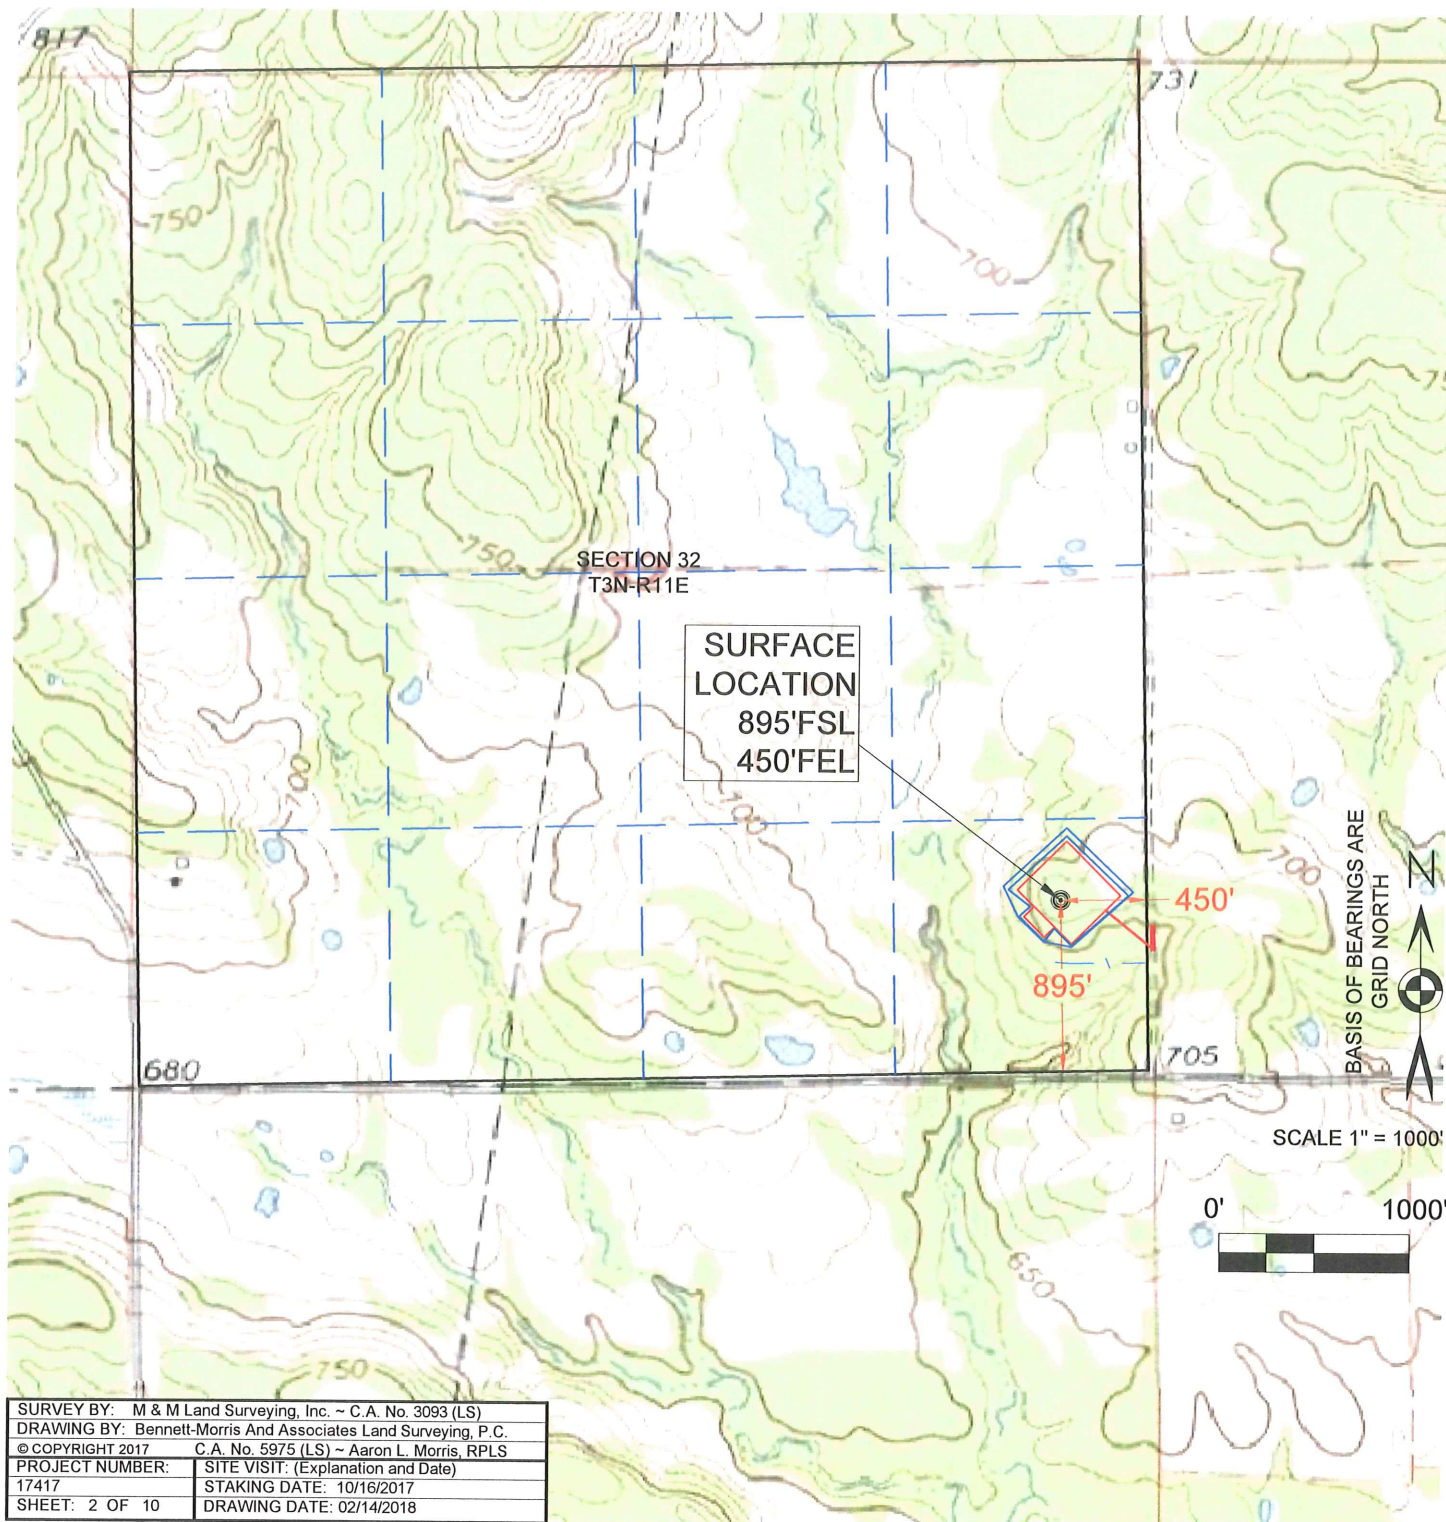 817
731
750
700
750
SECTION 32
T3N-R11E
SURFACE
LOCATION
895'FSL
450'FEL
700
700
700
450'
895'
BASIS OF BEARINGS ARE
GRID NORTH
N
680
705
SCALE 1" = 1000'
0'
1000'
650
750
SURVEY BY: M & M Land Surveying, Inc. ~ C.A. No. 3093 (LS)
DRAWING BY: Bennett-Morris And Associates Land Surveying, P.C.
© COPYRIGHT 2017 C.A. No. 5975 (LS) ~ Aaron L. Morris, RPLS
PROJECT NUMBER:
17417
SHEET: 2 OF 10
SITE VISIT: (Explanation and Date)
STAKING DATE: 10/16/2017
DRAWING DATE: 02/14/2018